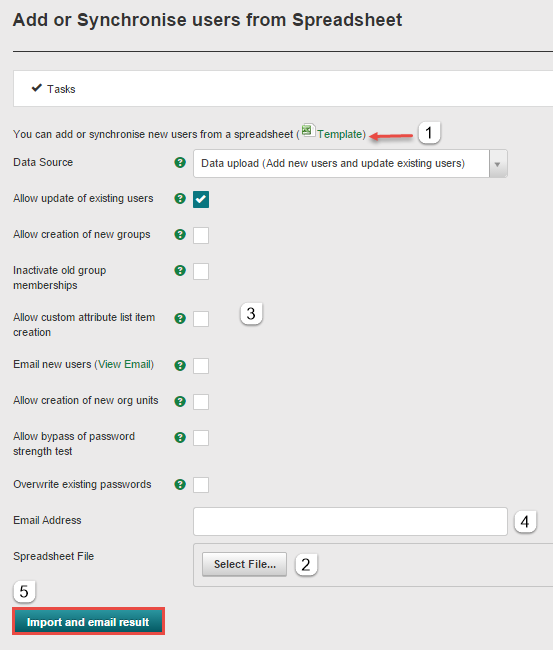 Add or Synchronise users from Spreadsheet
Tasks
You can add or synchronise new users from a spreadsheet ( Template) 1
Data Source ? Data upload (Add new users and update existing users)
Allow update of existing users ?
Allow creation of new groups ?
Inactivate old group
memberships ?
Allow custom attribute list item
creation ? 3
Email new users (View Email) ?
Allow creation of new org units ?
Allow bypass of password
strength test ?
Overwrite existing passwords ?
Email Address 4
Spreadsheet File Select File... 2
5
Import and email result